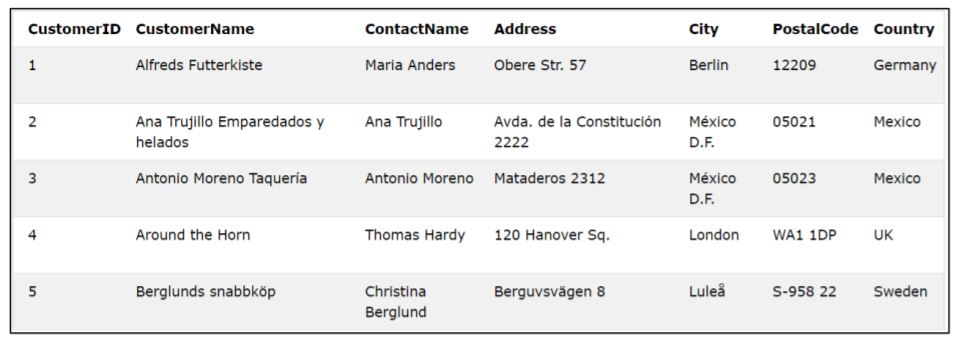 CustomerID CustomerName ContactName Address City PostalCode Country
1 Alfreds Futterkiste Maria Anders Obere Str. 57 Berlin 12209 Germany
2 Ana Trujillo Emparedados y Ana Trujillo Avda. de la Constitución México 05021 Mexico
helados 2222 D.F.
3 Antonio Moreno Taquería Antonio Moreno Mataderos 2312 México 05023 Mexico
D.F.
4 Around the Horn Thomas Hardy 120 Hanover Sq. London WA1 1DP UK
5 Berglunds snabbköp Christina Berguvsvägen 8 Luleå S-958 22 Sweden
Berglund